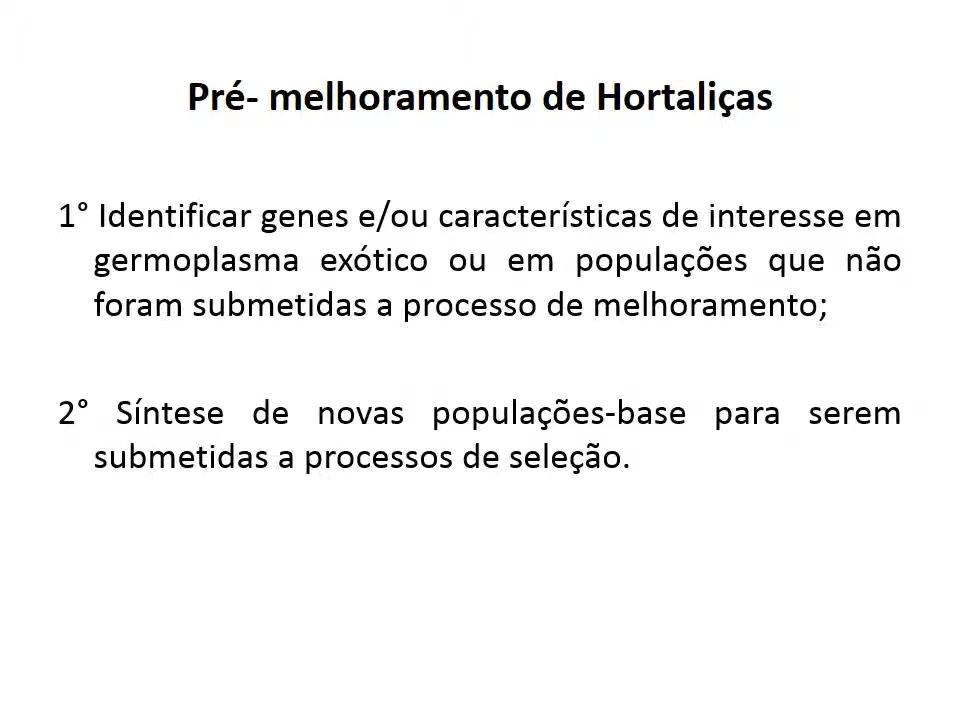 Pré- melhoramento de Hortaliças
1° Identificar genes e/ou características de interesse em
germoplasma exótico ou em populações que não
foram submetidas a processo de melhoramento;
2° Síntese de novas populações-base para serem
submetidas a processos de seleção.